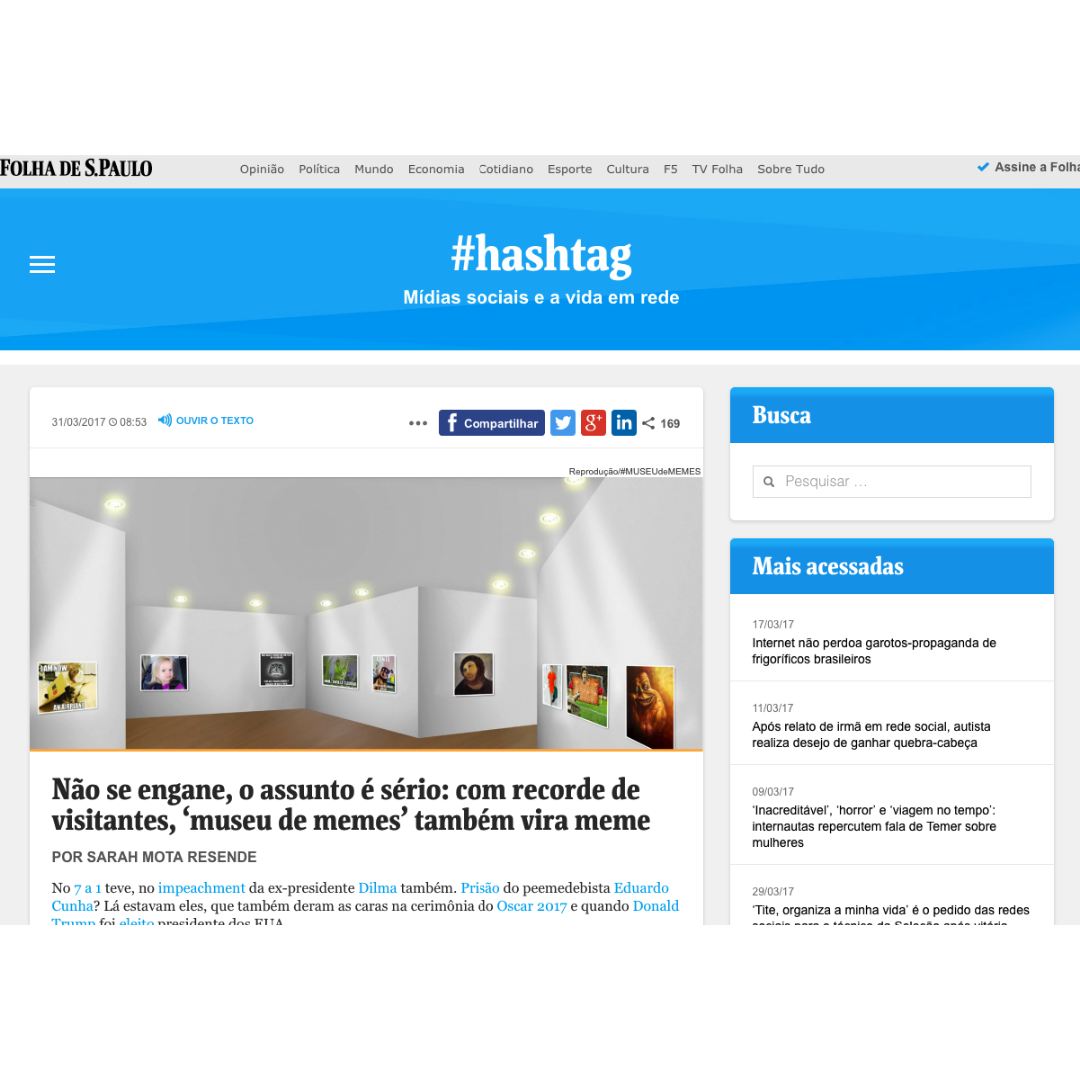 FOLHA DE S.PAULO
Opinião Política Mundo Economia Cotidiano Esporte Cultura F5 TV Folha Sobre Tudo
Assine a Folha
#hashtag
Mídias sociais e a vida em rede
31/03/2017 08:53 OUVIR O TEXTO
Compartilhar
169
Reprodução/#MUSEUdeMEMES
Não se engane, o assunto é sério: com recorde de
visitantes, ‘museu de memes’ também vira meme
POR SARAH MOTA RESENDE
No 7 a 1 teve, no impeachment da ex-presidente Dilma também. Prisão do peemedebista Eduardo
Cunha? Lá estavam eles, que também deram as caras na cerimônia do Oscar 2017 e quando Donald
Trump foi eleito presidente dos EUA
Busca
Pesquisar …
Mais acessadas
17/03/17
Internet não perdoa garotos-propaganda de
frigoríficos brasileiros
11/03/17
Após relato de irmã em rede social, autista
realiza desejo de ganhar quebra-cabeça
09/03/17
‘Inacreditável’, ‘horror’ e ‘viagem no tempo’:
internautas repercutem fala de Temer sobre
mulheres
29/03/17
‘Tite, organiza a minha vida’ é o pedido das redes
sociais para o técnico da Seleção após vitória